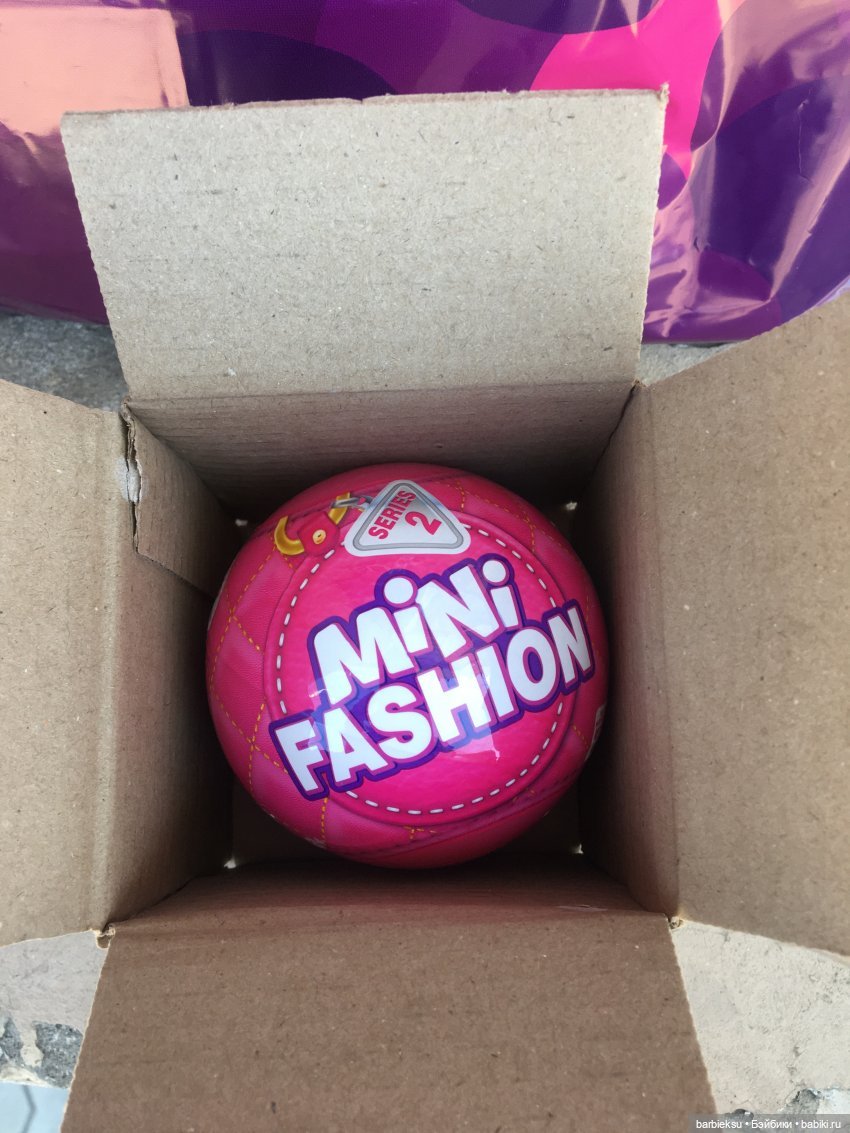 SERIES
2
MiNi
FASHION
barbieksu • Бэйбики • babiki.ru